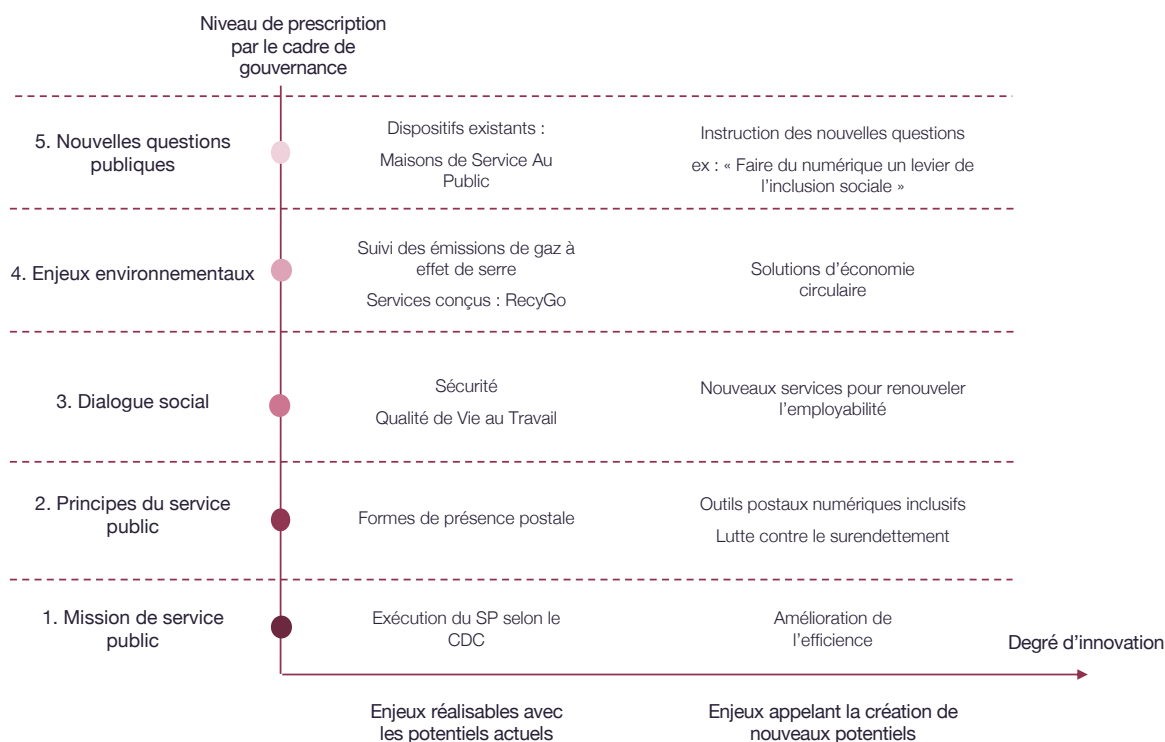 Niveau de prescription
par le cadre de
gouvernance
5. Nouvelles questions
publiques
Dispositifs existants :
Maisons de Service Au
Public
Instruction des nouvelles questions
ex : « Faire du numérique un levier de
l’inclusion sociale »
4. Enjeux environnementaux
Suivi des émissions de gaz à
effet de serre
Services conçus : RecyGo
Solutions d’économie
circulaire
3. Dialogue social
Sécurité
Qualité de Vie au Travail
Nouveaux services pour renouveler
l’employabilité
2. Principes du service
public
Formes de présence postale
Outils postaux numériques inclusifs
Lutte contre le surendettement
1. Mission de service
public
Exécution du SP selon le
CDC
Amélioration de
l’efficience
Degré d’innovation
Enjeux réalisables avec
les potentiels actuels
Enjeux appelant la création de
nouveaux potentiels